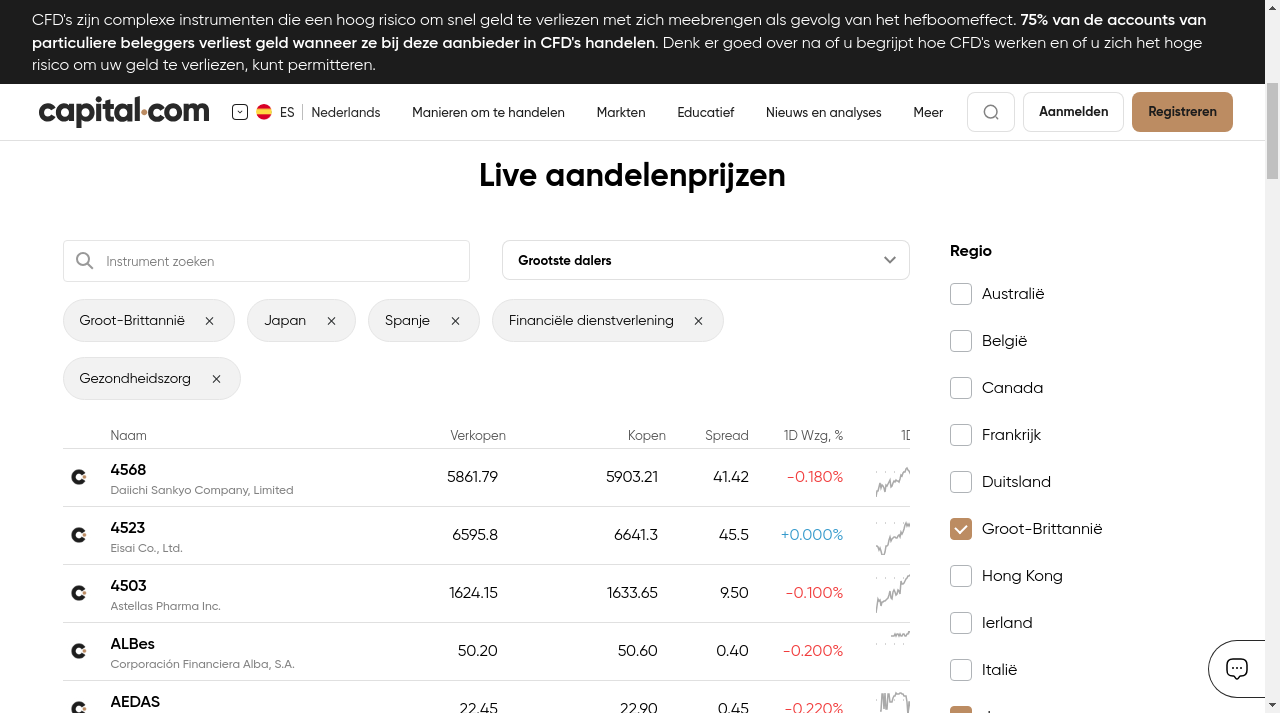 CFD's zijn complexe instrumenten die een hoog risico om snel geld te verliezen met zich meebrengen als gevolg van het hefboomeffect. 75% van de accounts van
particuliere beleggers verliest geld wanneer ze bij deze aanbieder in CFD's handelen. Denk er goed over na of u begrijpt hoe CFD's werken en of u zich het hoge
risico om uw geld te verliezen, kunt permitteren.
capital.com ES Nederlands Manieren om te handelen Markten Educatief Nieuws en analyses Meer Aanmelden Registreren
Live aandelenprijzen
Instrument zoeken
Grootste dalers
Groot-Brittannië
Japan
Spanje
Financiële dienstverlening
Gezondheidszorg
Naam Verkopen Kopen Spread 1D Wzg, %
4568 5861.79 5903.21 41.42 -0.180%
Daiichi Sankyo Company, Limited
4523 6595.8 6641.3 45.5 +0.000%
Eisai Co., Ltd.
4503 1624.15 1633.65 9.50 -0.100%
Astellas Pharma Inc.
ALBes 50.20 50.60 0.40 -0.200%
Corporación Financiera Alba, S.A.
AEDAS 22.45 22.90 0.45 -0.220%
Regio
Australië
België
Canada
Frankrijk
Duitsland
Groot-Brittannië
Hong Kong
Ierland
Italië